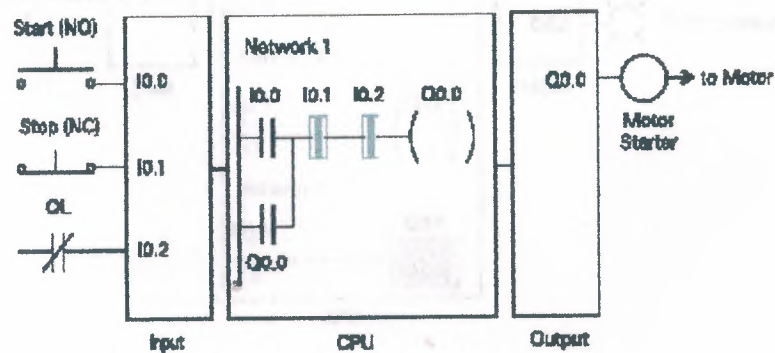 Start (NO)
I0.0
Stop (NC)
I0.1
OL
I0.2
Network 1
I0.0 I0.1 I0.2 Q0.0
Q0.0
Q0.0
to Motor
Motor
Starter
Input
CPU
Output